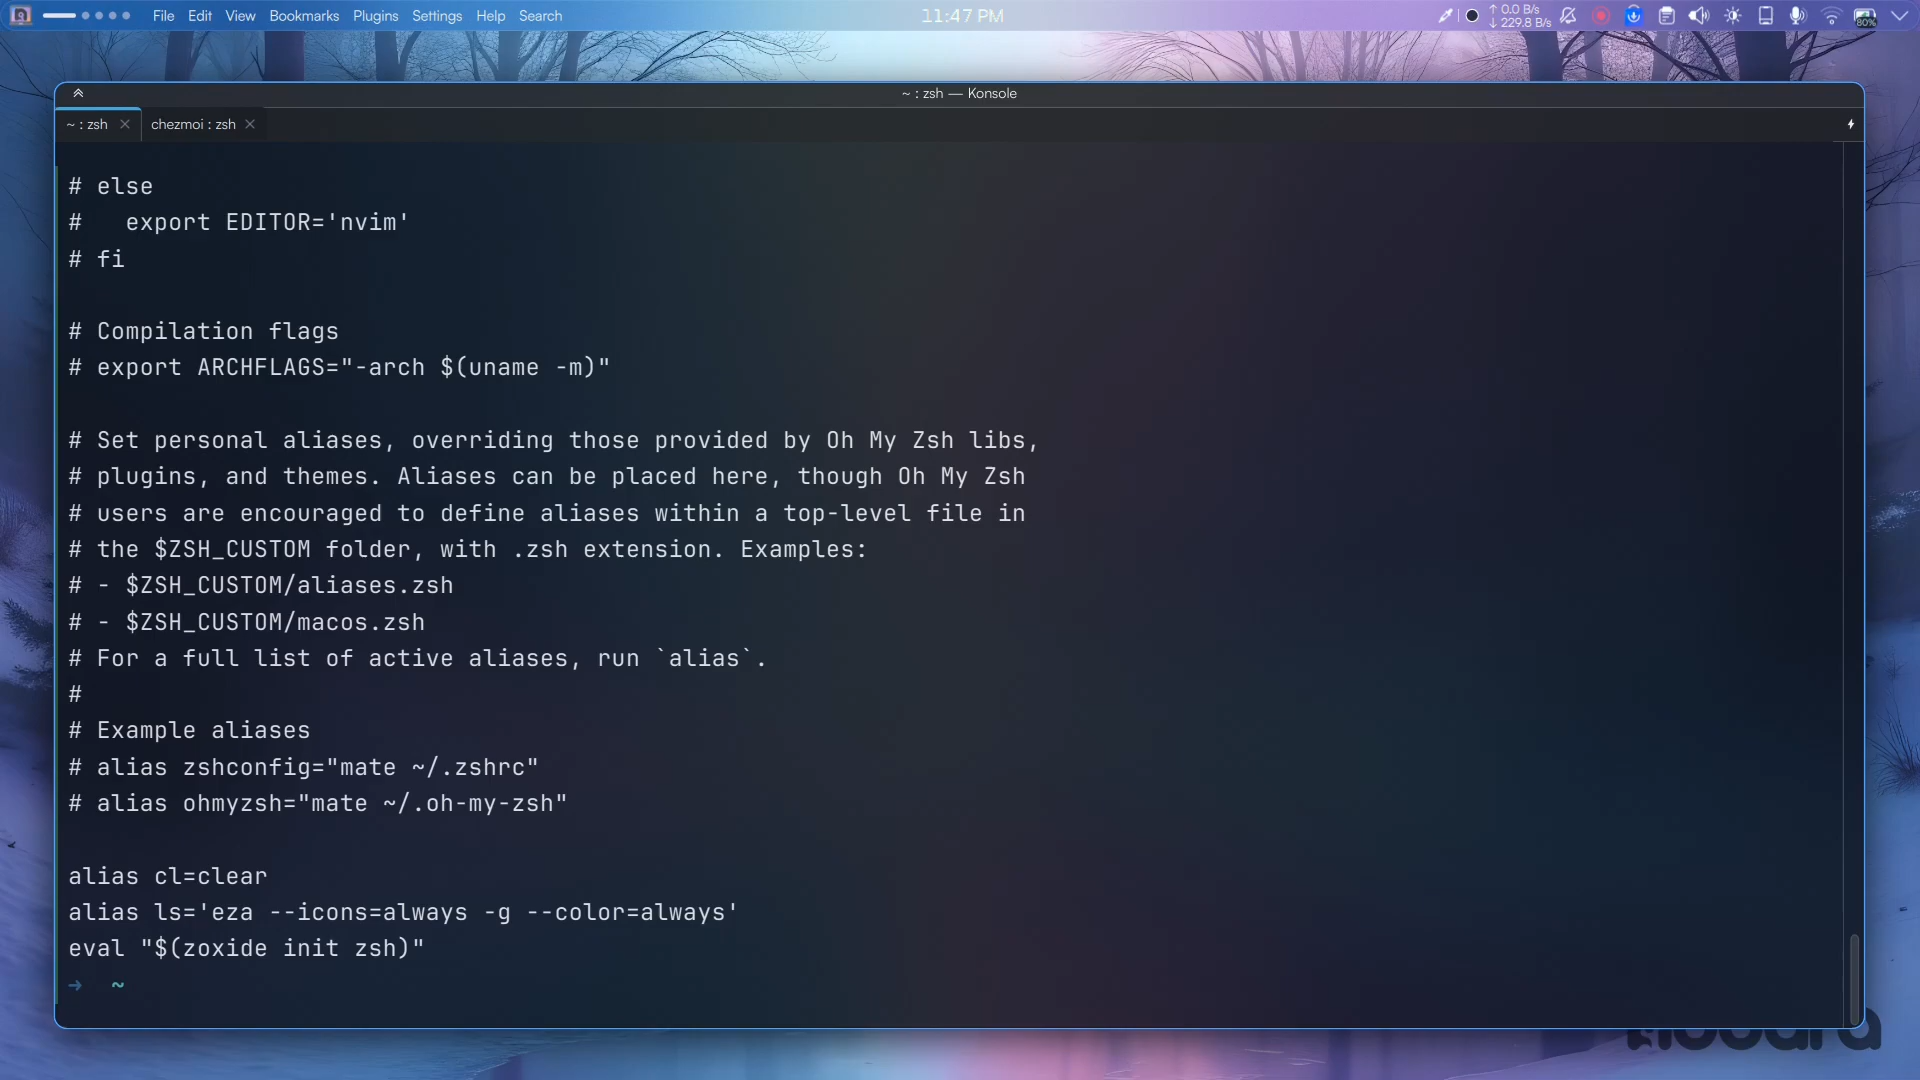 File Edit View Bookmarks Plugins Settings Help Search
11:47 PM
↑ 0.0 B/s
↓ 229.8 B/s
80%
~ : zsh — Konsole
~ : zsh
chezmoi : zsh
# else
#   export EDITOR='nvim'
# fi
# Compilation flags
# export ARCHFLAGS="-arch $(uname -m)"
# Set personal aliases, overriding those provided by Oh My Zsh libs,
# plugins, and themes. Aliases can be placed here, though Oh My Zsh
# users are encouraged to define aliases within a top-level file in
# the $ZSH_CUSTOM folder, with .zsh extension. Examples:
# - $ZSH_CUSTOM/aliases.zsh
# - $ZSH_CUSTOM/macos.zsh
# For a full list of active aliases, run `alias`.
#
# Example aliases
# alias zshconfig="mate ~/.zshrc"
# alias ohmyzsh="mate ~/.oh-my-zsh"
alias cl=clear
alias ls='eza --icons=always -g --color=always'
eval "$(zoxide init zsh)"
→ ~